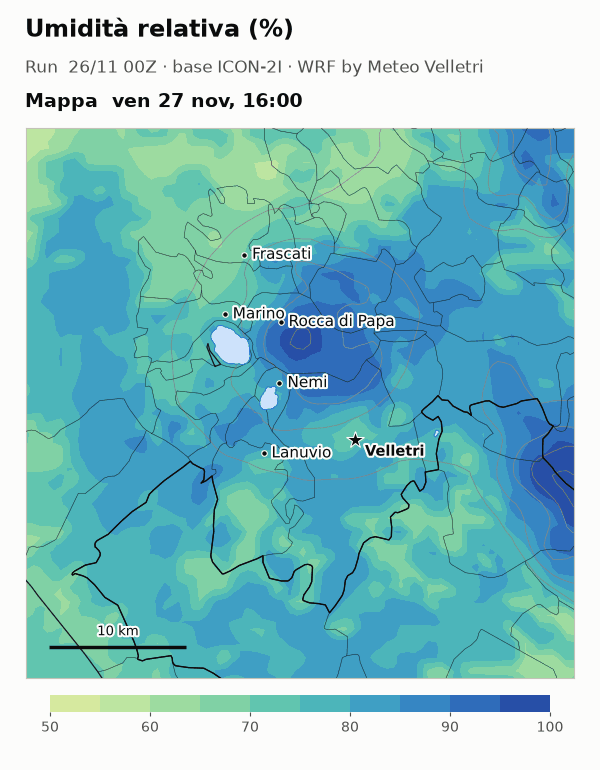 Umidità relativa (%)
Run  26/11 00Z · base ICON-2I · WRF by Meteo Velletri
Mappa  ven 27 nov, 16:00
Frascati
Marino
Rocca di Papa
Nemi
Velletri
Lanuvio
10 km
50 60 70 80 90 100